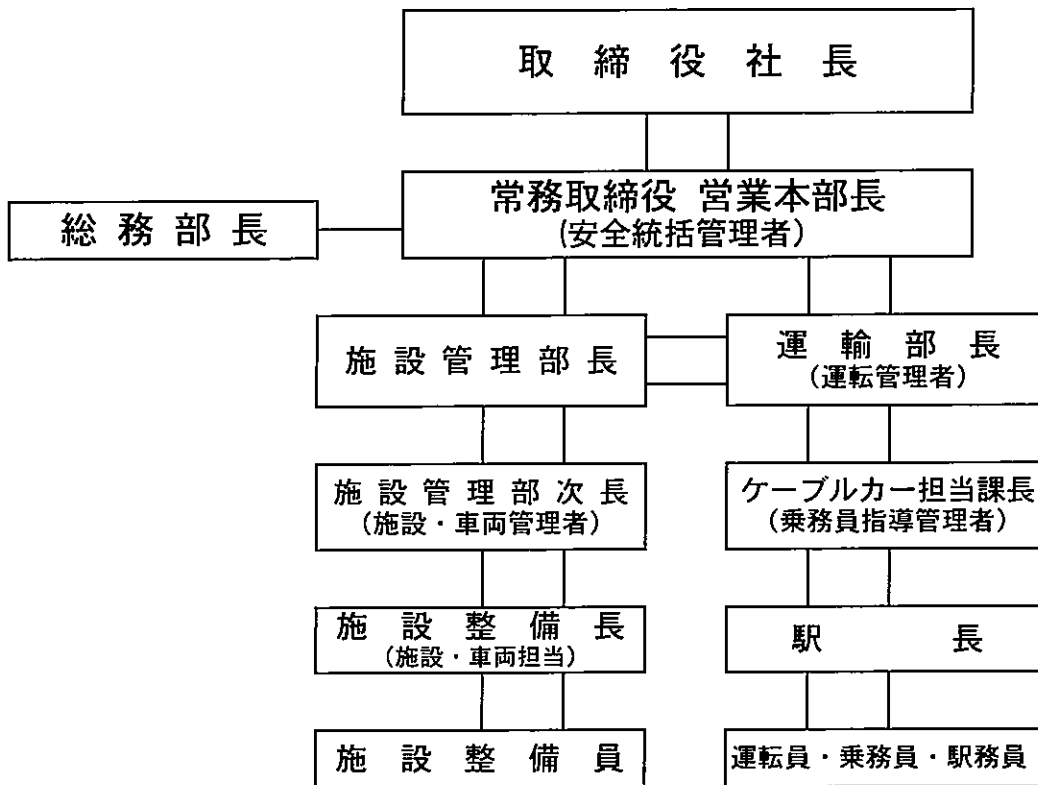 取締役社長
常務取締役 営業本部長
(安全統括管理者)
総務部長
施設管理部長
運輸部長
(運転管理者)
施設管理部次長
(施設・車両管理者)
ケーブルカー担当課長
(乗務員指導管理者)
施設整備長
(施設・車両担当)
駅長
施設整備員
運転員・乗務員・駅務員